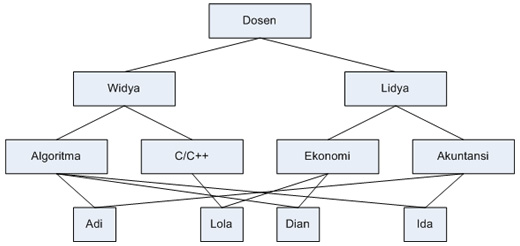 Dosen
Widya
Lidya
Algoritma
C/C++
Ekonomi
Akuntansi
Adi
Lola
Dian
Ida